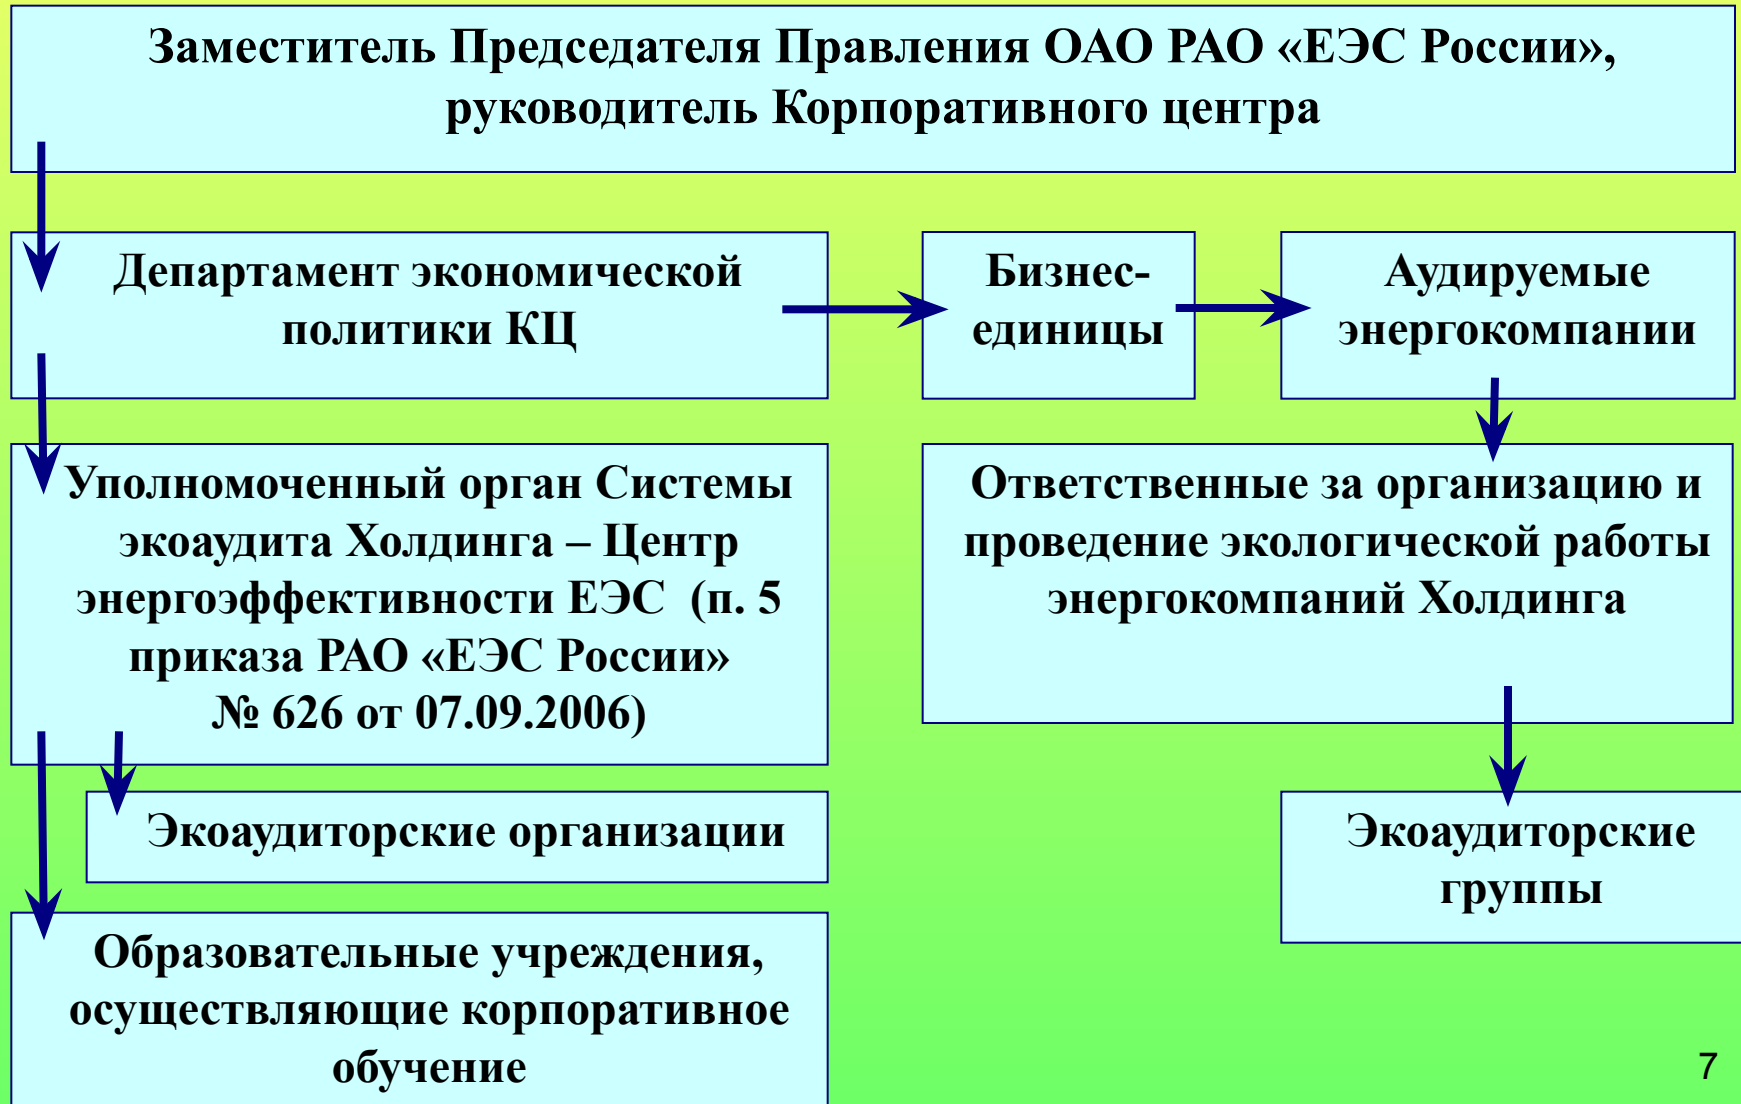 Заместитель Председателя Правления ОАО РАО «ЕЭС России»,
руководитель Корпоративного центра
Департамент экономической
политики КЦ
Бизнес-
единицы
Аудируемые
энергокомпании
Уполномоченный орган Системы
экоаудита Холдинга – Центр
энергоэффективности ЕЭС (п. 5
приказа РАО «ЕЭС России»
№ 626 от 07.09.2006)
Ответственные за организацию и
проведение экологической работы
энергокомпаний Холдинга
Экоаудиторские организации
Экоаудиторские
группы
Образовательные учреждения,
осуществляющие корпоративное
обучение
7